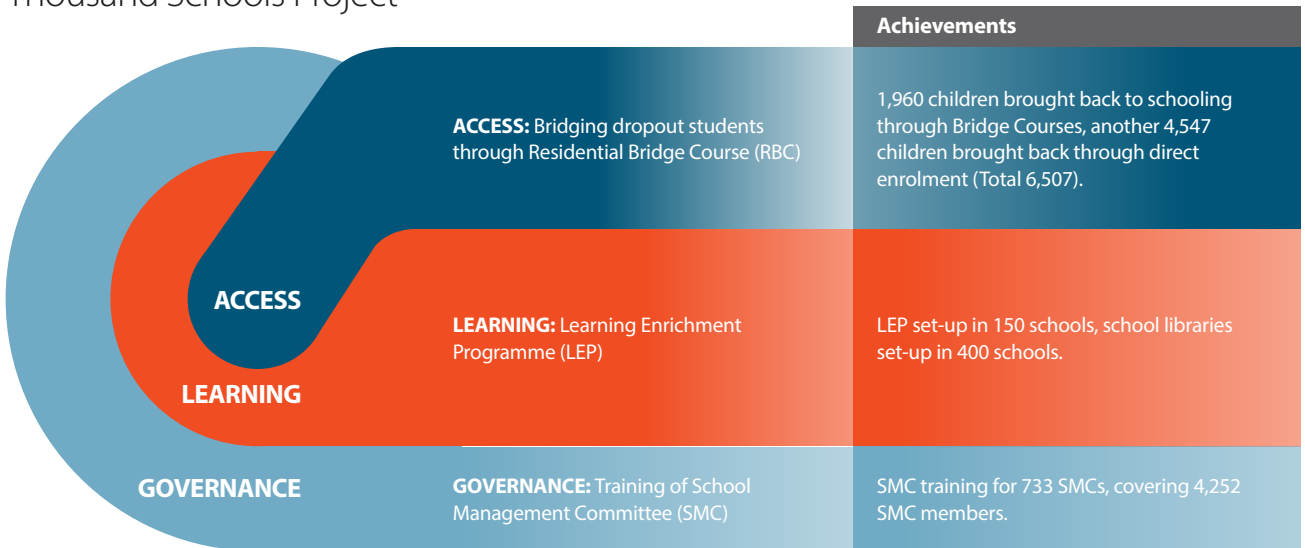 Thousand Schools Project
Achievements
ACCESS: Bridging dropout students
through Residential Bridge Course (RBC)
1,960 children brought back to schooling
through Bridge Courses, another 4,547
children brought back through direct
enrolment (Total 6,507).
ACCESS
LEARNING: Learning Enrichment
Programme (LEP)
LEP set-up in 150 schools, school libraries
set-up in 400 schools.
LEARNING
GOVERNANCE
GOVERNANCE: Training of School
Management Committee (SMC)
SMC training for 733 SMCs, covering 4,252
SMC members.